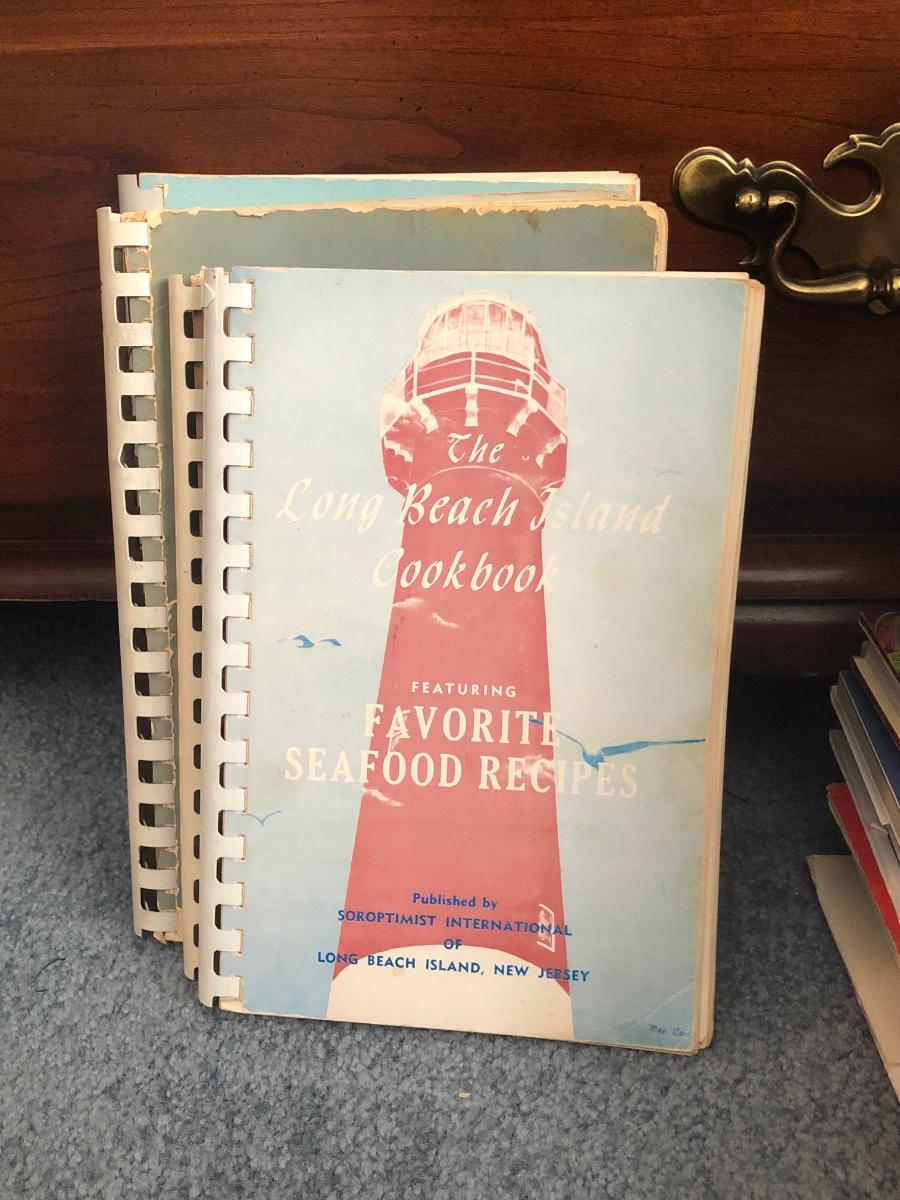 The
Long Beach Island
Cookbook
FEATURING
FAVORITE
SEAFOOD RECIPES
Published by
SOROPTIMIST INTERNATIONAL
OF
LONG BEACH ISLAND, NEW JERSEY